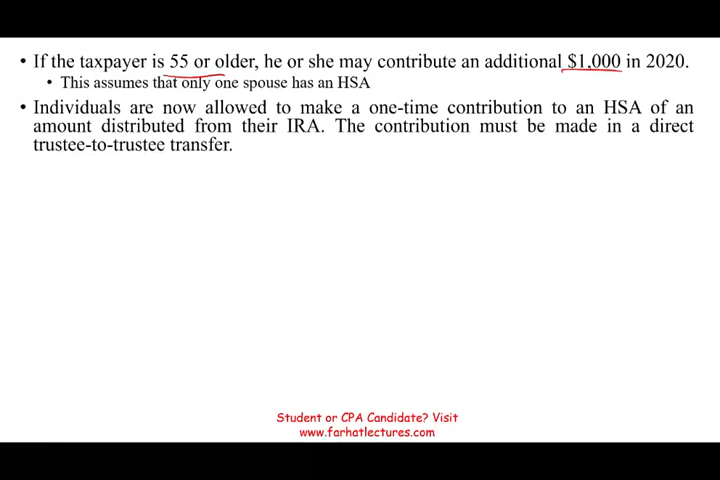 • If the taxpayer is 55 or older, he or she may contribute an additional $1,000 in 2020.
• This assumes that only one spouse has an HSA
• Individuals are now allowed to make a one-time contribution to an HSA of an
amount distributed from their IRA. The contribution must be made in a direct
trustee-to-trustee transfer.
Student or CPA Candidate? Visit
www.farhatlectures.com